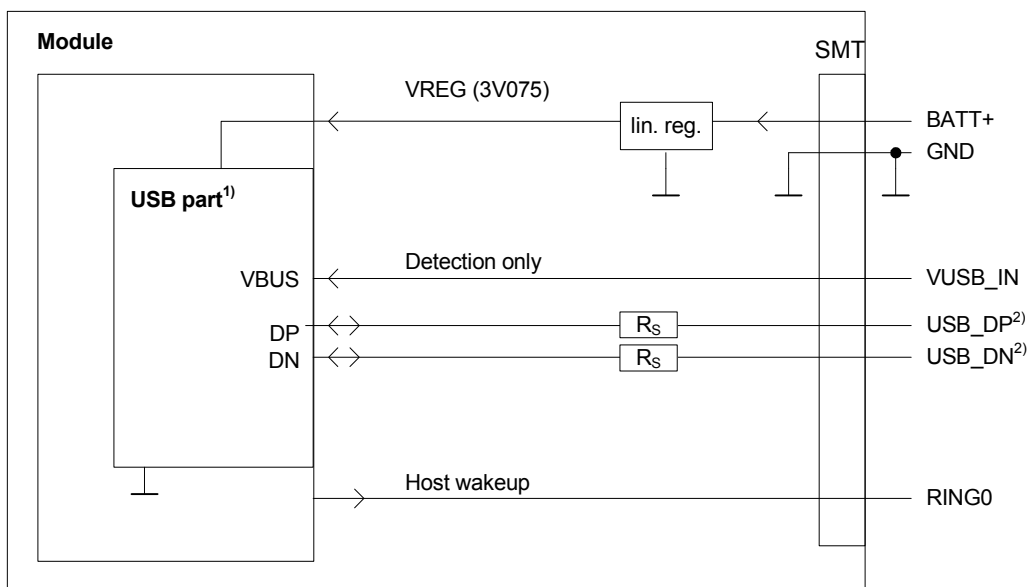 Module
SMT
VREG (3V075)
lin. reg.
BATT+
GND
USB part1)
VBUS
Detection only
VUSB_IN
DP
RS
USB_DP2)
DN
RS
USB_DN2)
Host wakeup
RING0